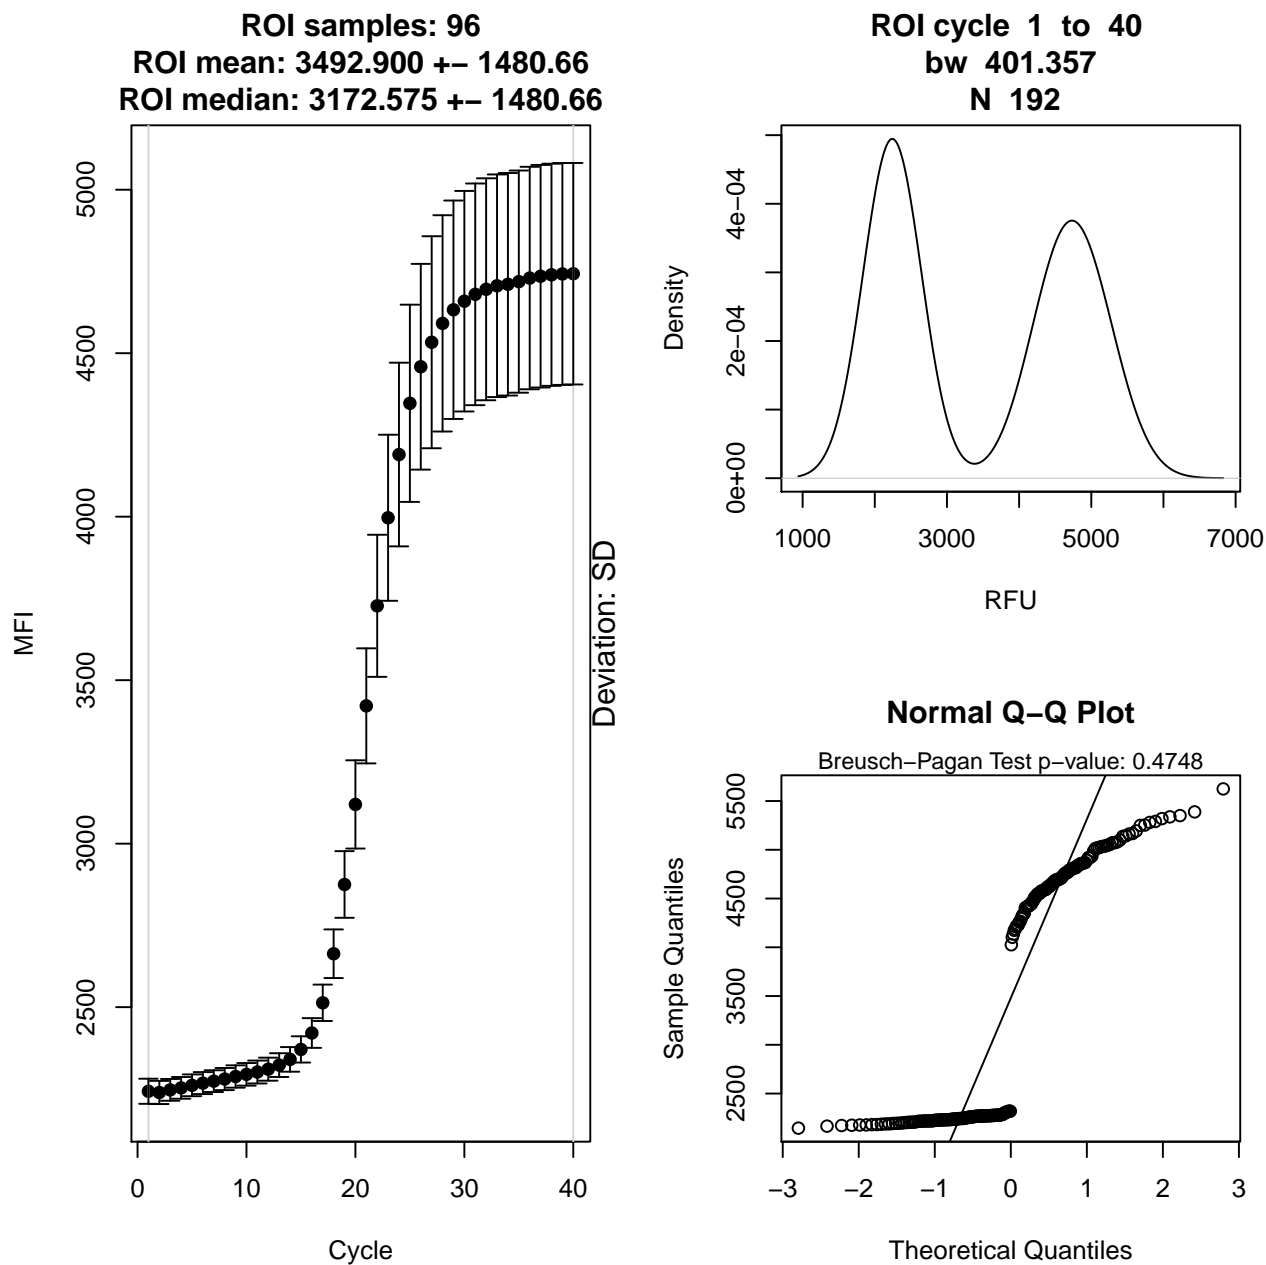 ROI samples: 96
ROI mean: 3492.900 +− 1480.66
ROI median: 3172.575 +− 1480.66
5000
4500
4000
3500
3000
2500
MFI
0
10
20
30
40
Cycle
Deviation: SD
ROI cycle 1 to 40
bw 401.357
N 192
4e−04
2e−04
0e+00
Density
1000
3000
5000
7000
RFU
Normal Q−Q Plot
Breusch−Pagan Test p−value: 0.4748
5500
4500
3500
2500
Sample Quantiles
−3
−2
−1
0
1
2
3
Theoretical Quantiles